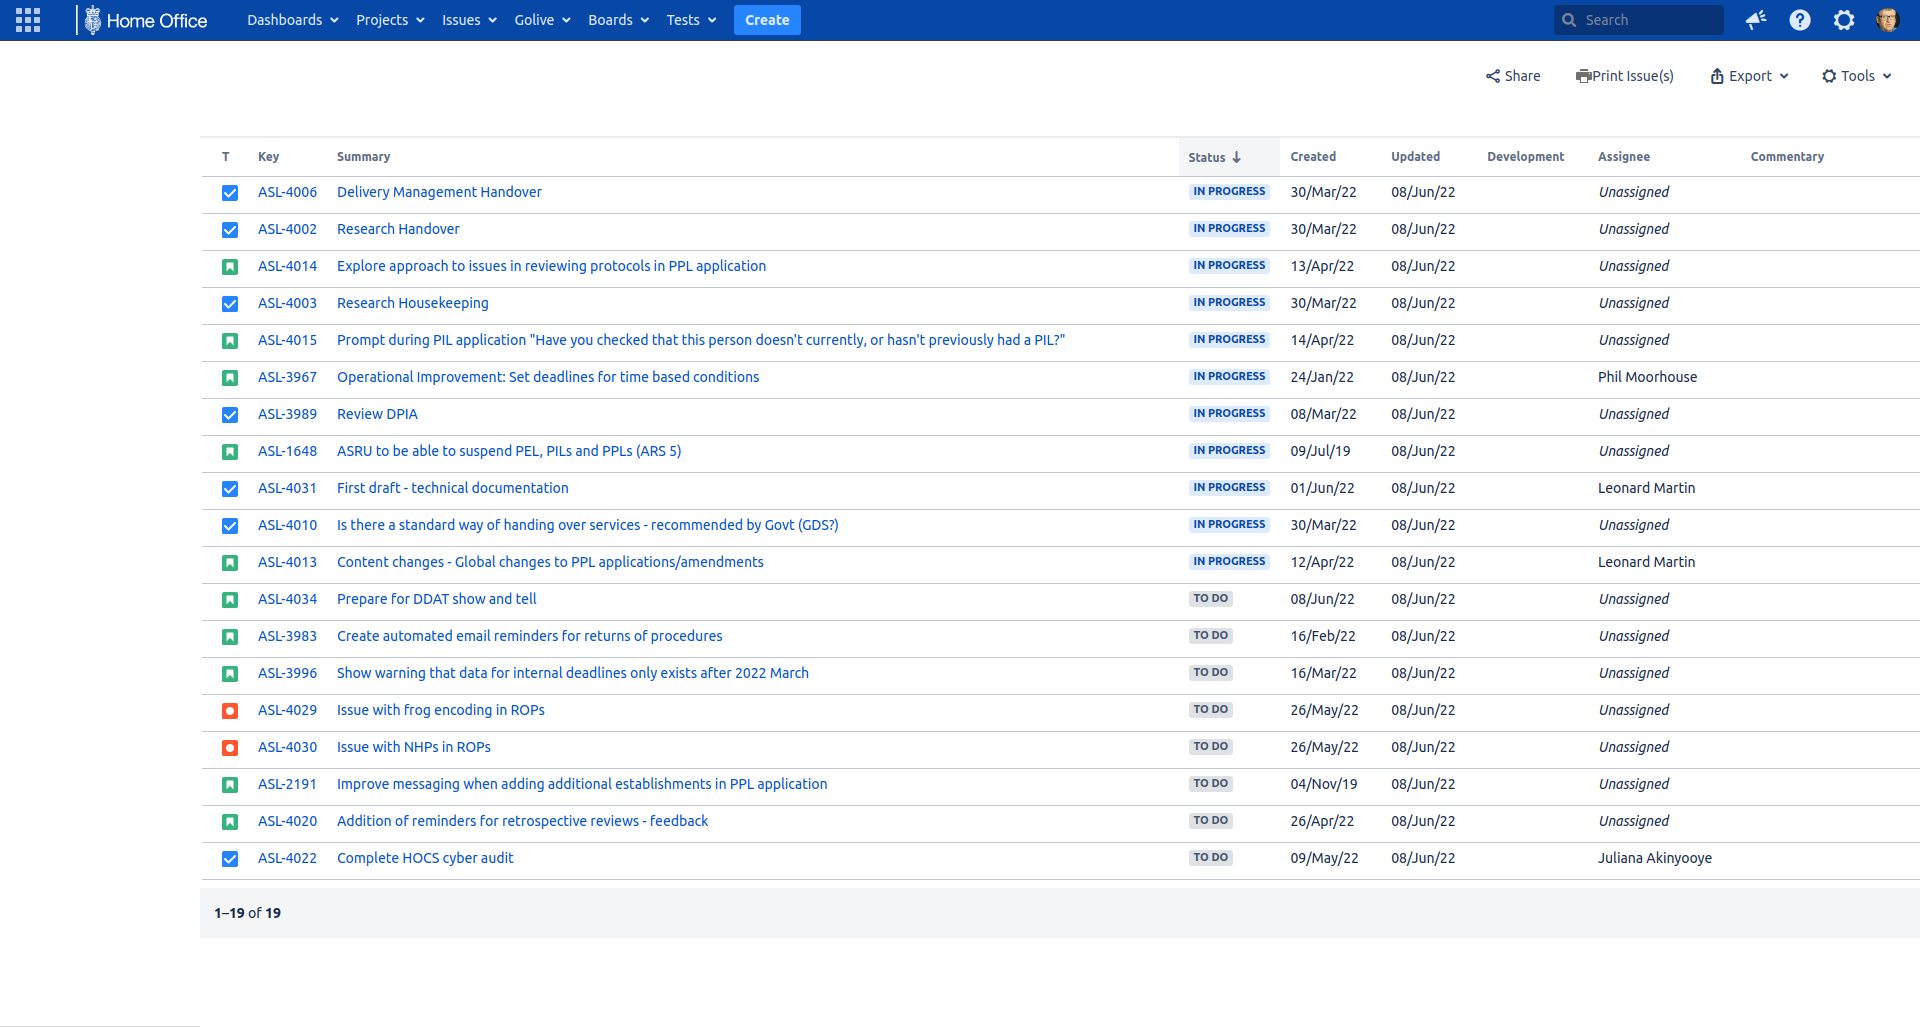 Home Office Dashboards Projects Issues Golive Boards Tests Create Search
Share Print Issue(s) Export Tools
T Key Summary Status Created Updated Development Assignee Commentary
ASL-4006 Delivery Management Handover IN PROGRESS 30/Mar/22 08/Jun/22 Unassigned
ASL-4002 Research Handover IN PROGRESS 30/Mar/22 08/Jun/22 Unassigned
ASL-4014 Explore approach to issues in reviewing protocols in PPL application IN PROGRESS 13/Apr/22 08/Jun/22 Unassigned
ASL-4003 Research Housekeeping IN PROGRESS 30/Mar/22 08/Jun/22 Unassigned
ASL-4015 Prompt during PIL application "Have you checked that this person doesn't currently, or hasn't previously had a PIL?" IN PROGRESS 14/Apr/22 08/Jun/22 Unassigned
ASL-3967 Operational Improvement: Set deadlines for time based conditions IN PROGRESS 24/Jan/22 08/Jun/22 Phil Moorhouse
ASL-3989 Review DPIA IN PROGRESS 08/Mar/22 08/Jun/22 Unassigned
ASL-1648 ASRU to be able to suspend PEL, PILs and PPLs (ARS 5) IN PROGRESS 09/Jul/19 08/Jun/22 Unassigned
ASL-4031 First draft - technical documentation IN PROGRESS 01/Jun/22 08/Jun/22 Leonard Martin
ASL-4010 Is there a standard way of handing over services - recommended by Govt (GDS?) IN PROGRESS 30/Mar/22 08/Jun/22 Unassigned
ASL-4013 Content changes - Global changes to PPL applications/amendments IN PROGRESS 12/Apr/22 08/Jun/22 Leonard Martin
ASL-4034 Prepare for DDAT show and tell TO DO 08/Jun/22 08/Jun/22 Unassigned
ASL-3983 Create automated email reminders for returns of procedures TO DO 16/Feb/22 08/Jun/22 Unassigned
ASL-3996 Show warning that data for internal deadlines only exists after 2022 March TO DO 16/Mar/22 08/Jun/22 Unassigned
ASL-4029 Issue with frog encoding in ROPs TO DO 26/May/22 08/Jun/22 Unassigned
ASL-4030 Issue with NHPs in ROPs TO DO 26/May/22 08/Jun/22 Unassigned
ASL-2191 Improve messaging when adding additional establishments in PPL application TO DO 04/Nov/19 08/Jun/22 Unassigned
ASL-4020 Addition of reminders for retrospective reviews - feedback TO DO 26/Apr/22 08/Jun/22 Unassigned
ASL-4022 Complete HOCS cyber audit TO DO 09/May/22 08/Jun/22 Juliana Akinyooye
1–19 of 19